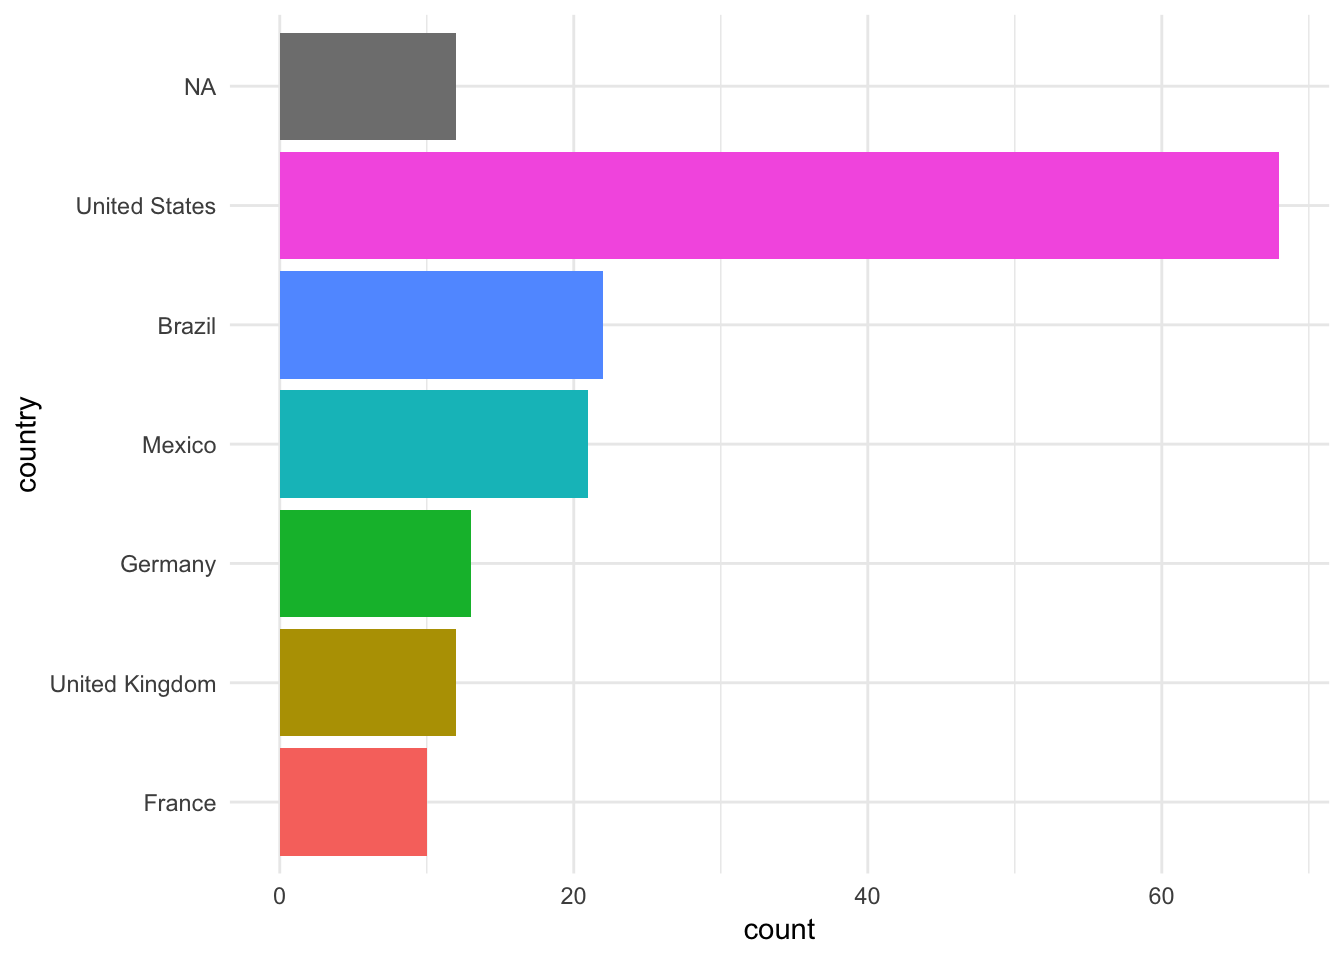 NA
United States
Brazil
Mexico
Germany
United Kingdom
France
country
0 20 40 60
count